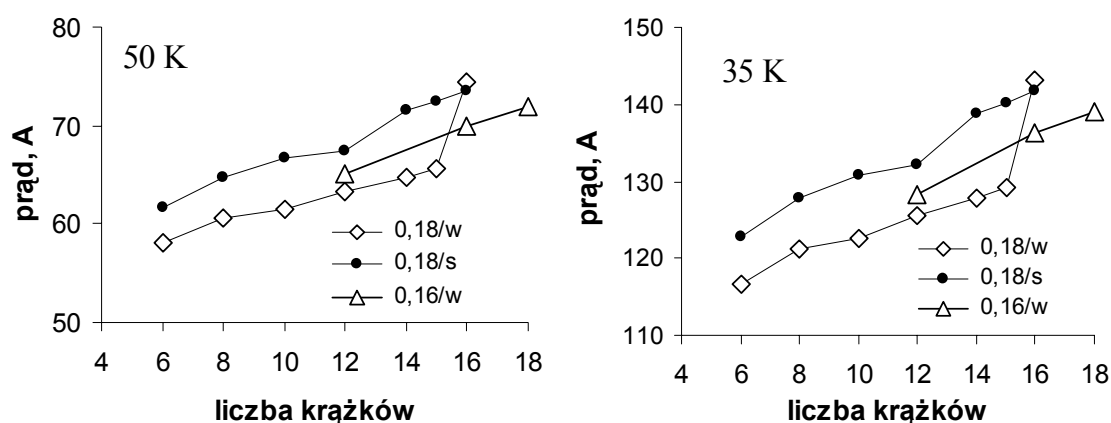 80
70
60
50
prąd, A
50 K
0,18/w
0,18/s
0,16/w
4 6 8 10 12 14 16 18
liczba krążków
150
140
130
120
110
prąd, A
35 K
0,18/w
0,18/s
0,16/w
4 6 8 10 12 14 16 18
liczba krążków